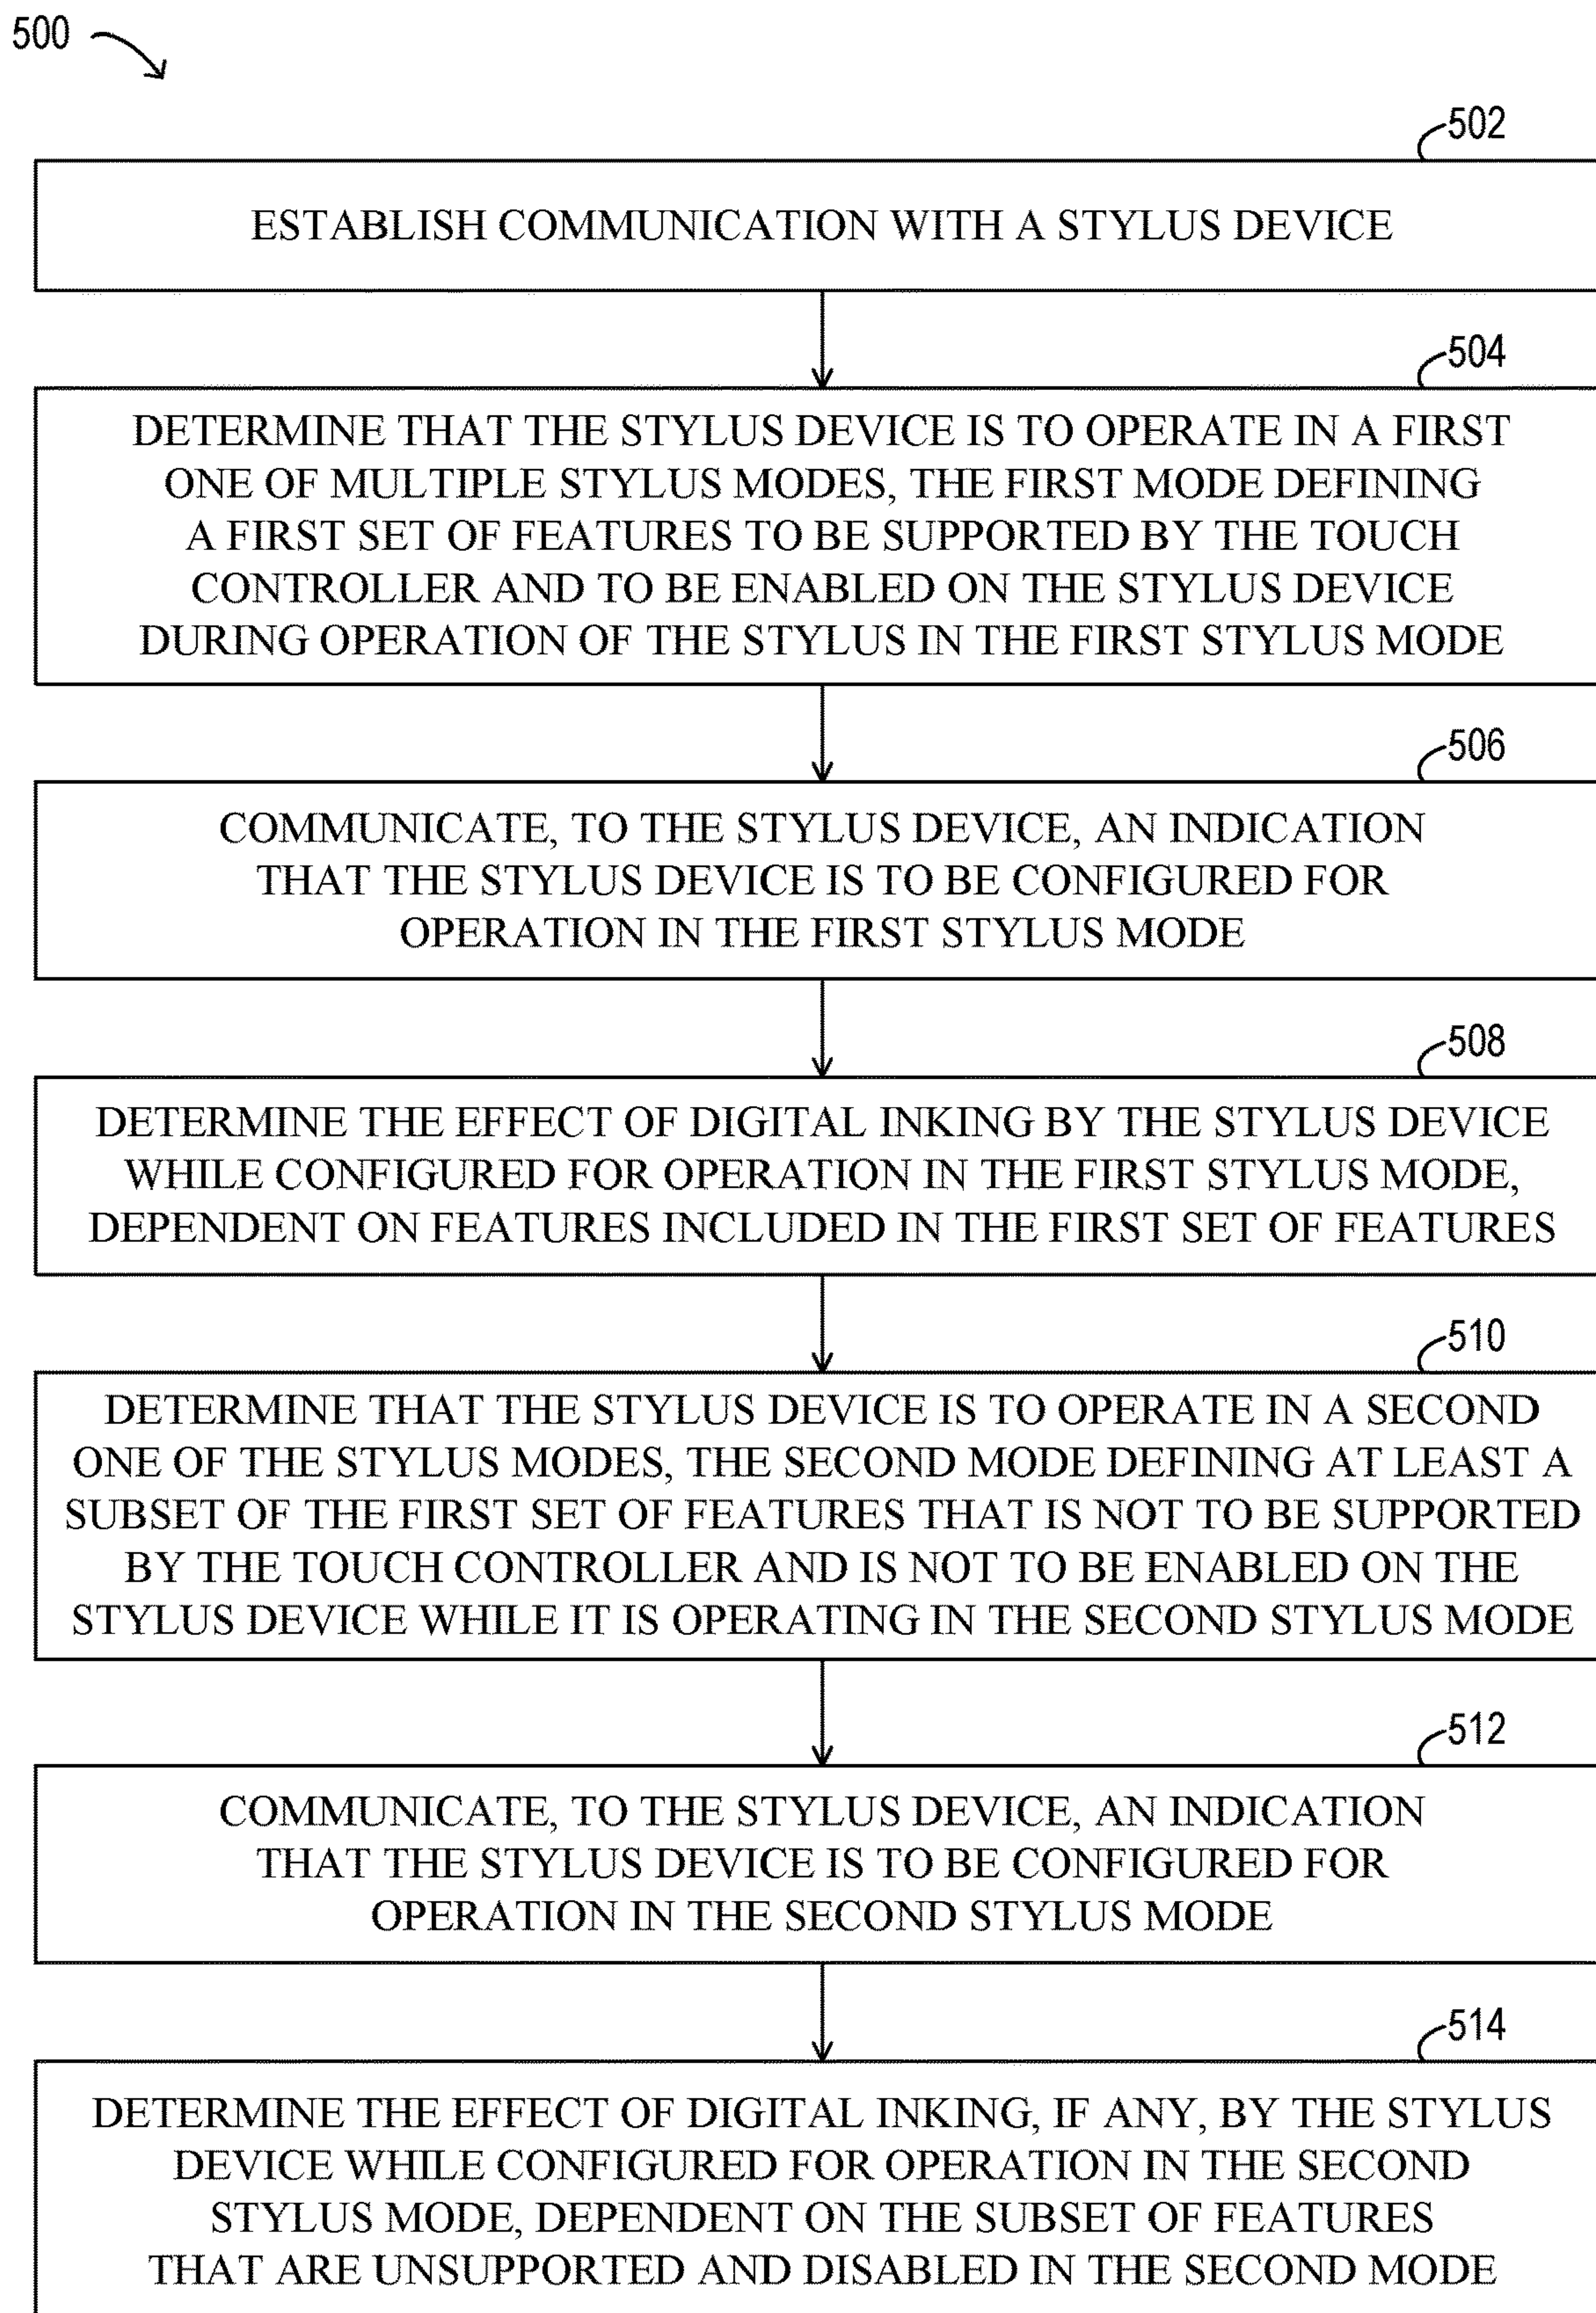 500
502
ESTABLISH COMMUNICATION WITH A STYLUS DEVICE
504
DETERMINE THAT THE STYLUS DEVICE IS TO OPERATE IN A FIRST
ONE OF MULTIPLE STYLUS MODES, THE FIRST MODE DEFINING
A FIRST SET OF FEATURES TO BE SUPPORTED BY THE TOUCH
CONTROLLER AND TO BE ENABLED ON THE STYLUS DEVICE
DURING OPERATION OF THE STYLUS IN THE FIRST STYLUS MODE
506
COMMUNICATE, TO THE STYLUS DEVICE, AN INDICATION
THAT THE STYLUS DEVICE IS TO BE CONFIGURED FOR
OPERATION IN THE FIRST STYLUS MODE
508
DETERMINE THE EFFECT OF DIGITAL INKING BY THE STYLUS DEVICE
WHILE CONFIGURED FOR OPERATION IN THE FIRST STYLUS MODE,
DEPENDENT ON FEATURES INCLUDED IN THE FIRST SET OF FEATURES
510
DETERMINE THAT THE STYLUS DEVICE IS TO OPERATE IN A SECOND
ONE OF THE STYLUS MODES, THE SECOND MODE DEFINING AT LEAST A
SUBSET OF THE FIRST SET OF FEATURES THAT IS NOT TO BE SUPPORTED
BY THE TOUCH CONTROLLER AND IS NOT TO BE ENABLED ON THE
STYLUS DEVICE WHILE IT IS OPERATING IN THE SECOND STYLUS MODE
512
COMMUNICATE, TO THE STYLUS DEVICE, AN INDICATION
THAT THE STYLUS DEVICE IS TO BE CONFIGURED FOR
OPERATION IN THE SECOND STYLUS MODE
514
DETERMINE THE EFFECT OF DIGITAL INKING, IF ANY, BY THE STYLUS
DEVICE WHILE CONFIGURED FOR OPERATION IN THE SECOND
STYLUS MODE, DEPENDENT ON THE SUBSET OF FEATURES
THAT ARE UNSUPPORTED AND DISABLED IN THE SECOND MODE